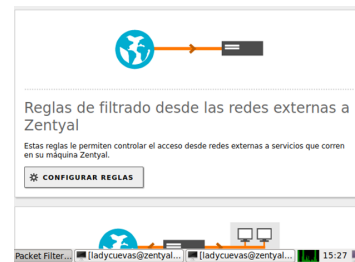 Reglas de filtrado desde las redes externas a
Zentyal
Estas reglas le permiten controlar el acceso desde redes externas a servicios que corren
en su máquina Zentyal.
CONFIGURAR REGLAS
Packet Filter... [ladycuevas@zentyal... [ladycuevas@zentyal... 15:27